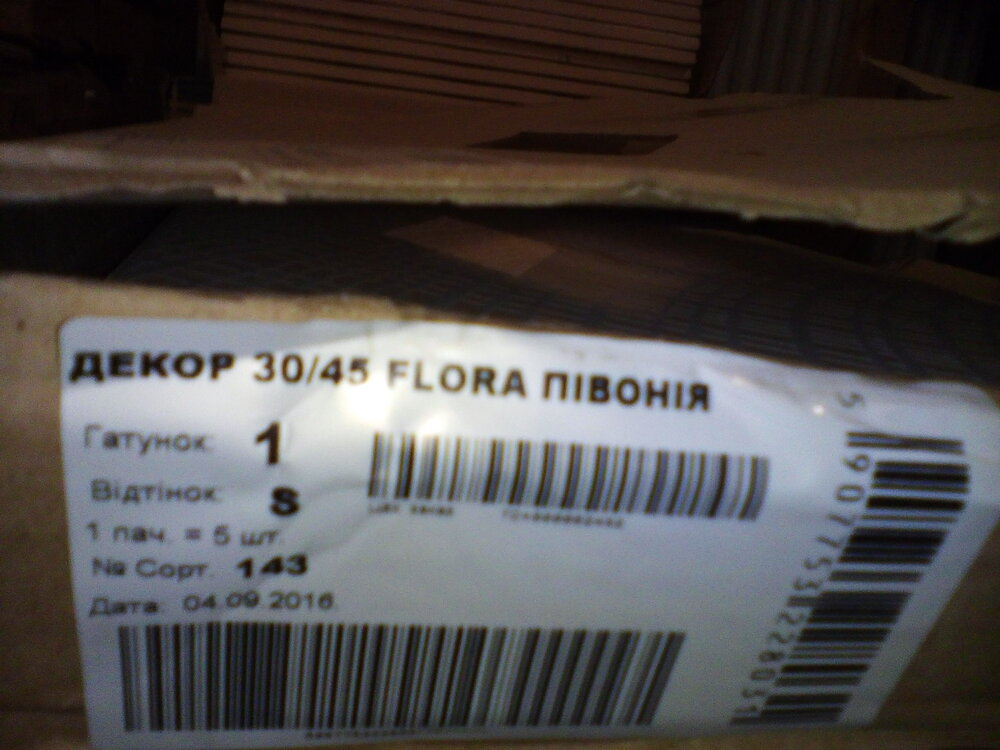 ДЕКОР 30/45 FLORA ПІВОНІЯ
Гатунок: 1
Відтінок: S
1 пач. = 5 шт.
№ Сорт. 143
Дата: 04.09.2016.